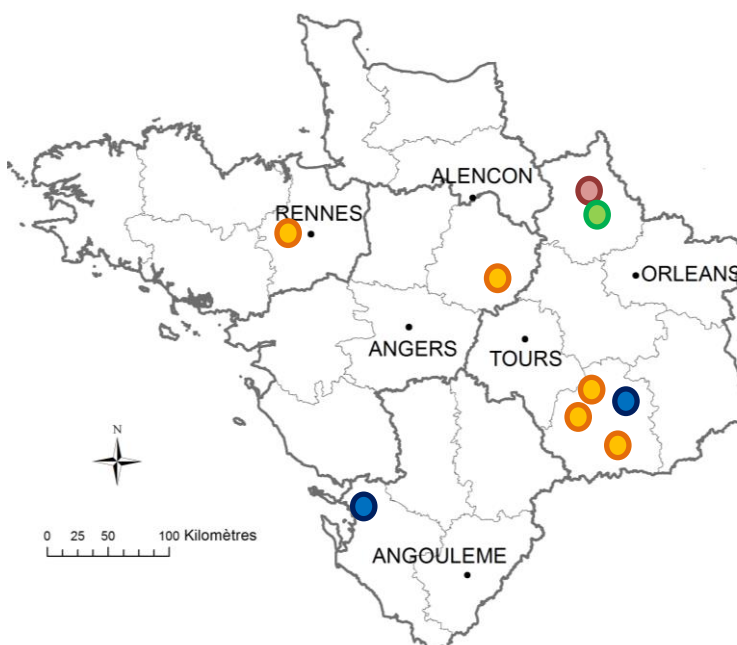 ALENCON
RENNES
ORLEANS
ANGERS
TOURS
N
0 25 50 100 Kilomètres
ANGOULEME